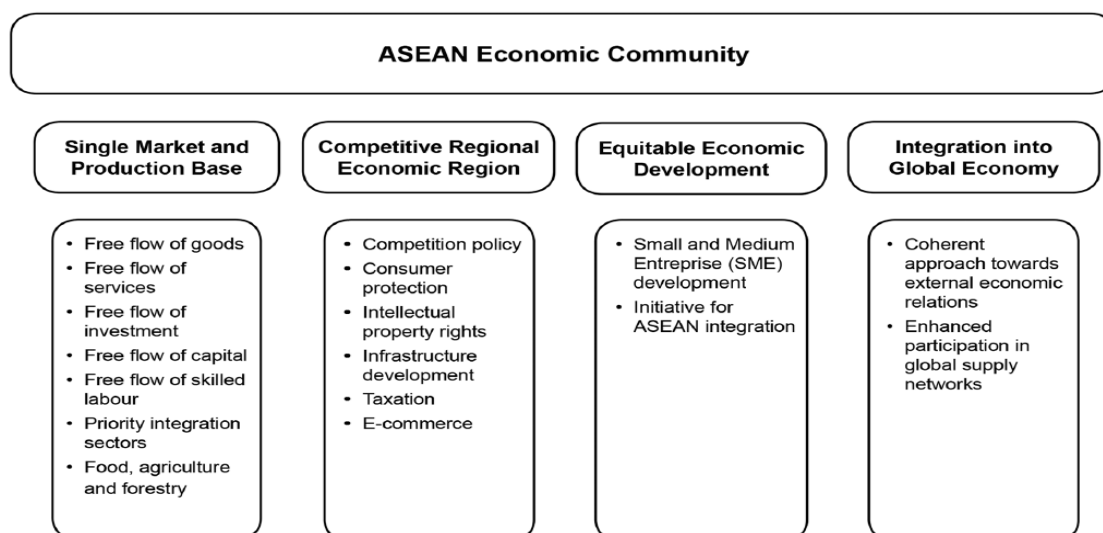 ASEAN Economic Community
Single Market and
Production Base
Competitive Regional
Economic Region
Equitable Economic
Development
Integration into
Global Economy
• Free flow of goods
• Free flow of
services
• Free flow of
investment
• Free flow of capital
• Free flow of skilled
labour
• Priority integration
sectors
• Food, agriculture
and forestry
• Competition policy
• Consumer
protection
• Intellectual
property rights
• Infrastructure
development
• Taxation
• E-commerce
• Small and Medium
Entreprise (SME)
development
• Initiative for
ASEAN integration
• Coherent
approach towards
external economic
relations
• Enhanced
participation in
global supply
networks